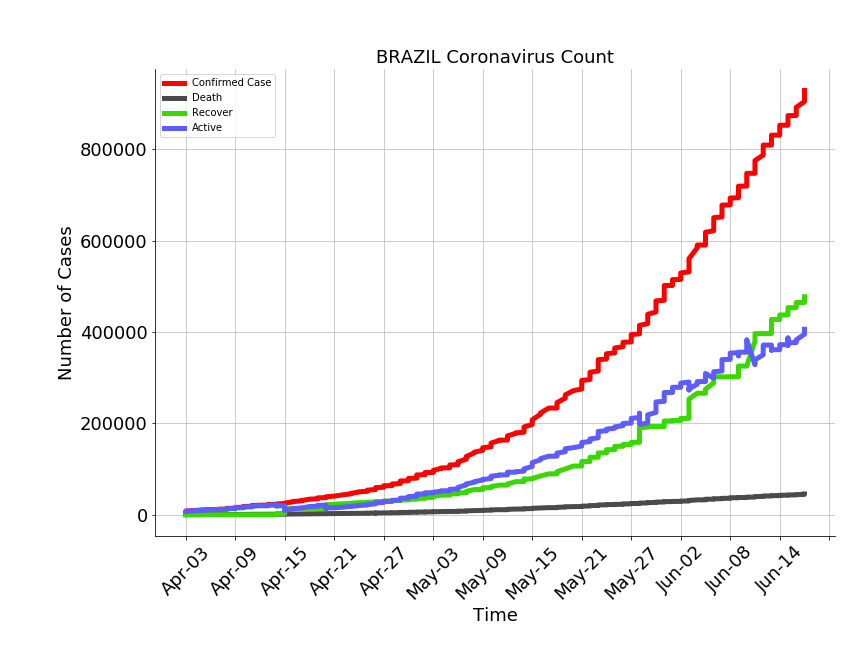 BRAZIL Coronavirus Count
Confirmed Case
Death
Recover
Active
800000
600000
400000
200000
0
Number of Cases
Apr-03
Apr-09
Apr-15
Apr-21
Apr-27
May-03
May-09
May-15
May-21
May-27
Jun-02
Jun-08
Jun-14
Time